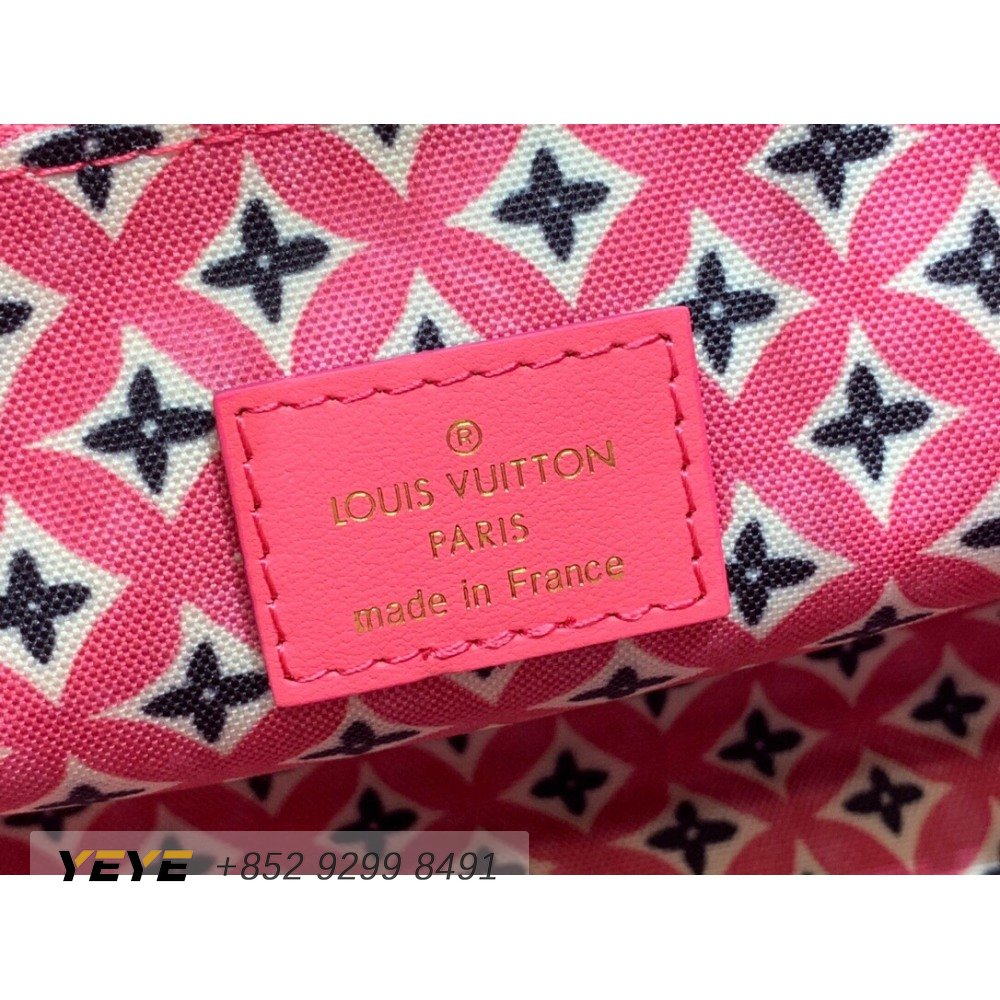 ®
LOUIS VUITTON
PARIS
made in France
YEYE +852 9299 8491